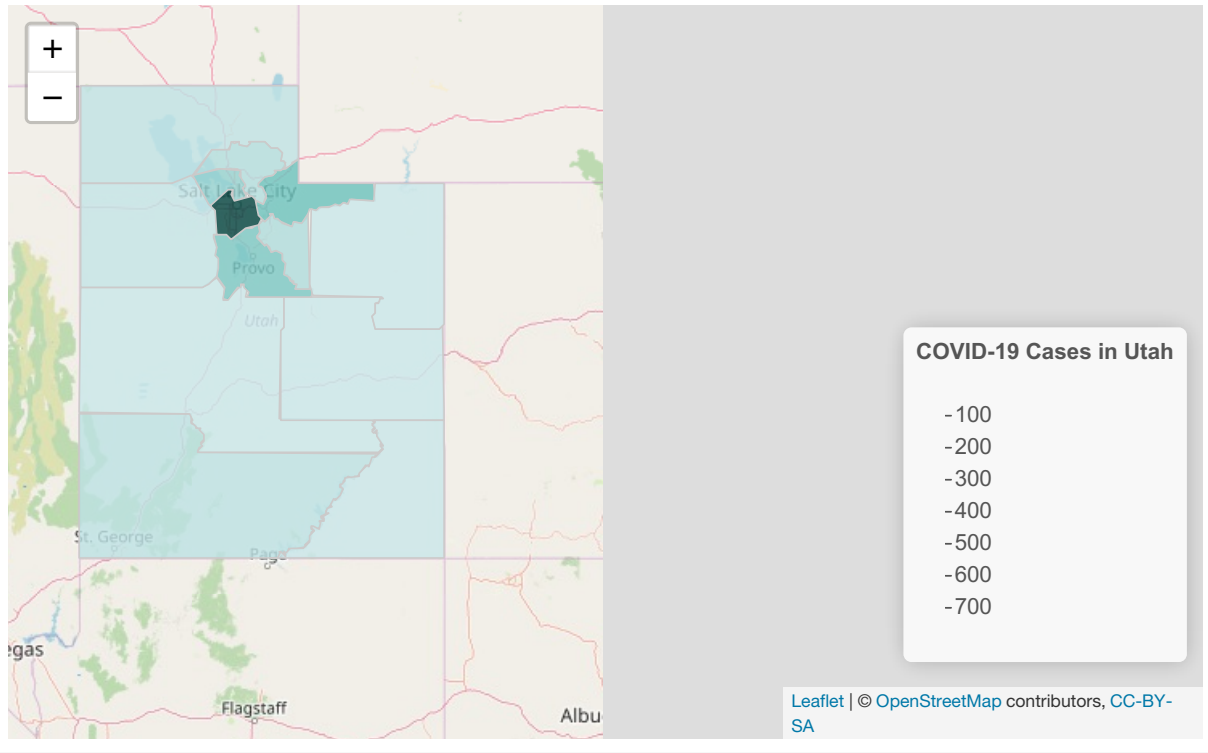 +
−
Salt Lake City
Provo
Utah
St. George
Page
egas
Flagstaff
Albu
COVID-19 Cases in Utah
-100
-200
-300
-400
-500
-600
-700
Leaflet | © OpenStreetMap contributors, CC-BY-
SA